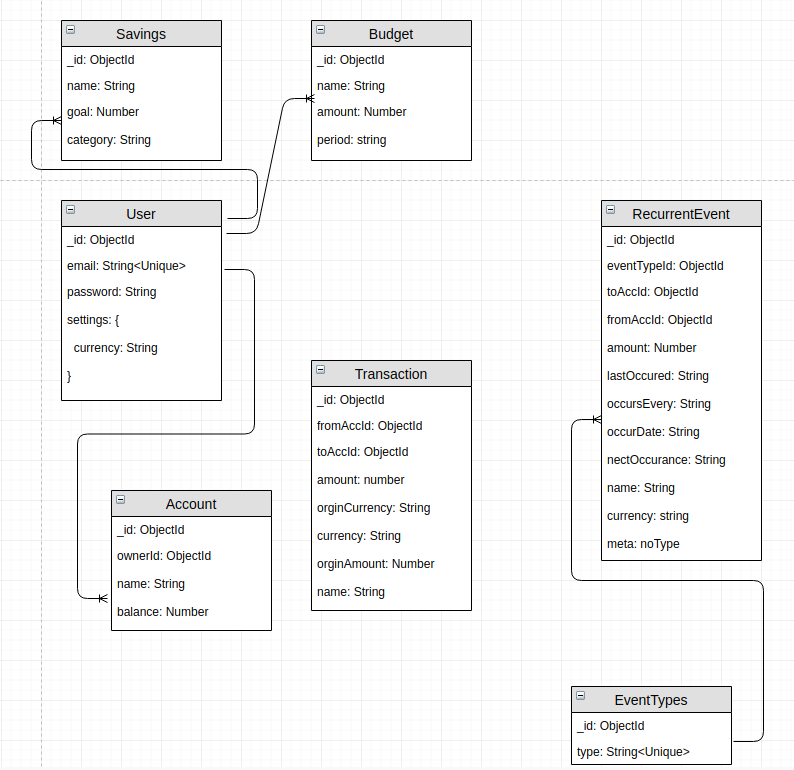 Savings
_id: ObjectId
name: String
goal: Number
category: String
Budget
_id: ObjectId
name: String
amount: Number
period: string
User
_id: ObjectId
email: String<Unique>
password: String
settings: {
currency: String
}
RecurrentEvent
_id: ObjectId
eventTypeId: ObjectId
toAccId: ObjectId
fromAccId: ObjectId
amount: Number
lastOccured: String
occursEvery: String
occurDate: String
nectOccurance: String
name: String
currency: string
meta: noType
Transaction
_id: ObjectId
fromAccId: ObjectId
toAccId: ObjectId
amount: number
orginCurrency: String
currency: String
orginAmount: Number
name: String
Account
_id: ObjectId
ownerId: ObjectId
name: String
balance: Number
EventTypes
_id: ObjectId
type: String<Unique>